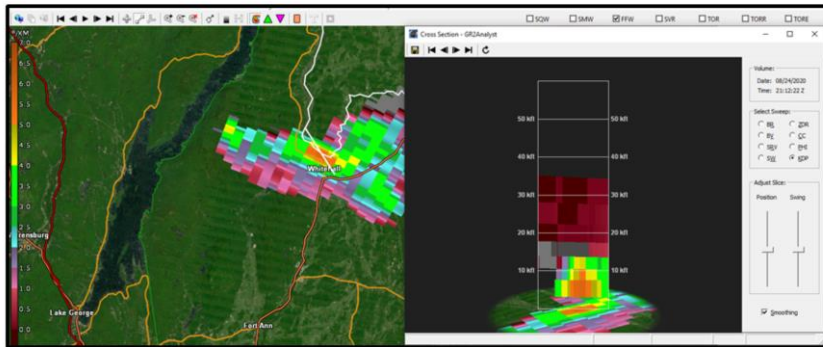 SQW
SMW
FFW
SVR
TOR
TORR
TORE
°/KM
7.0
6.5
6.0
5.5
5.0
4.5
4.0
3.5
3.0
2.5
2.0
1.5
1.0
0.5
0.0
Whitehall
Lake George
Fort Ann
Cross Section - GR2Analyst
50 kft 50 kft
40 kft 40 kft
30 kft 30 kft
20 kft 20 kft
10 kft 10 kft
Volume:
Date: 08/24/2020
Time: 21:12:22 Z
Select Sweep:
BR ZDR
BV CC
SRV PHI
SW KDP
Adjust Slice:
Position Swing
Smoothing